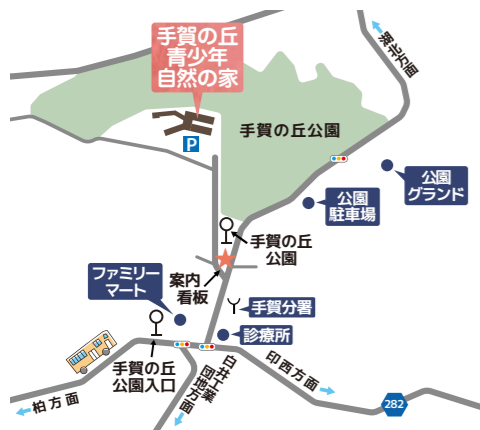 手賀の丘
青少年
自然の家
湖北方面
手賀の丘公園
P
公園
グランド
公園
駐車場
手賀の丘
公園
案内
看板
ファミリー
マート
手賀分署
診療所
手賀の丘
公園入口
白井工業
団地方面
印西方面
柏方面
282